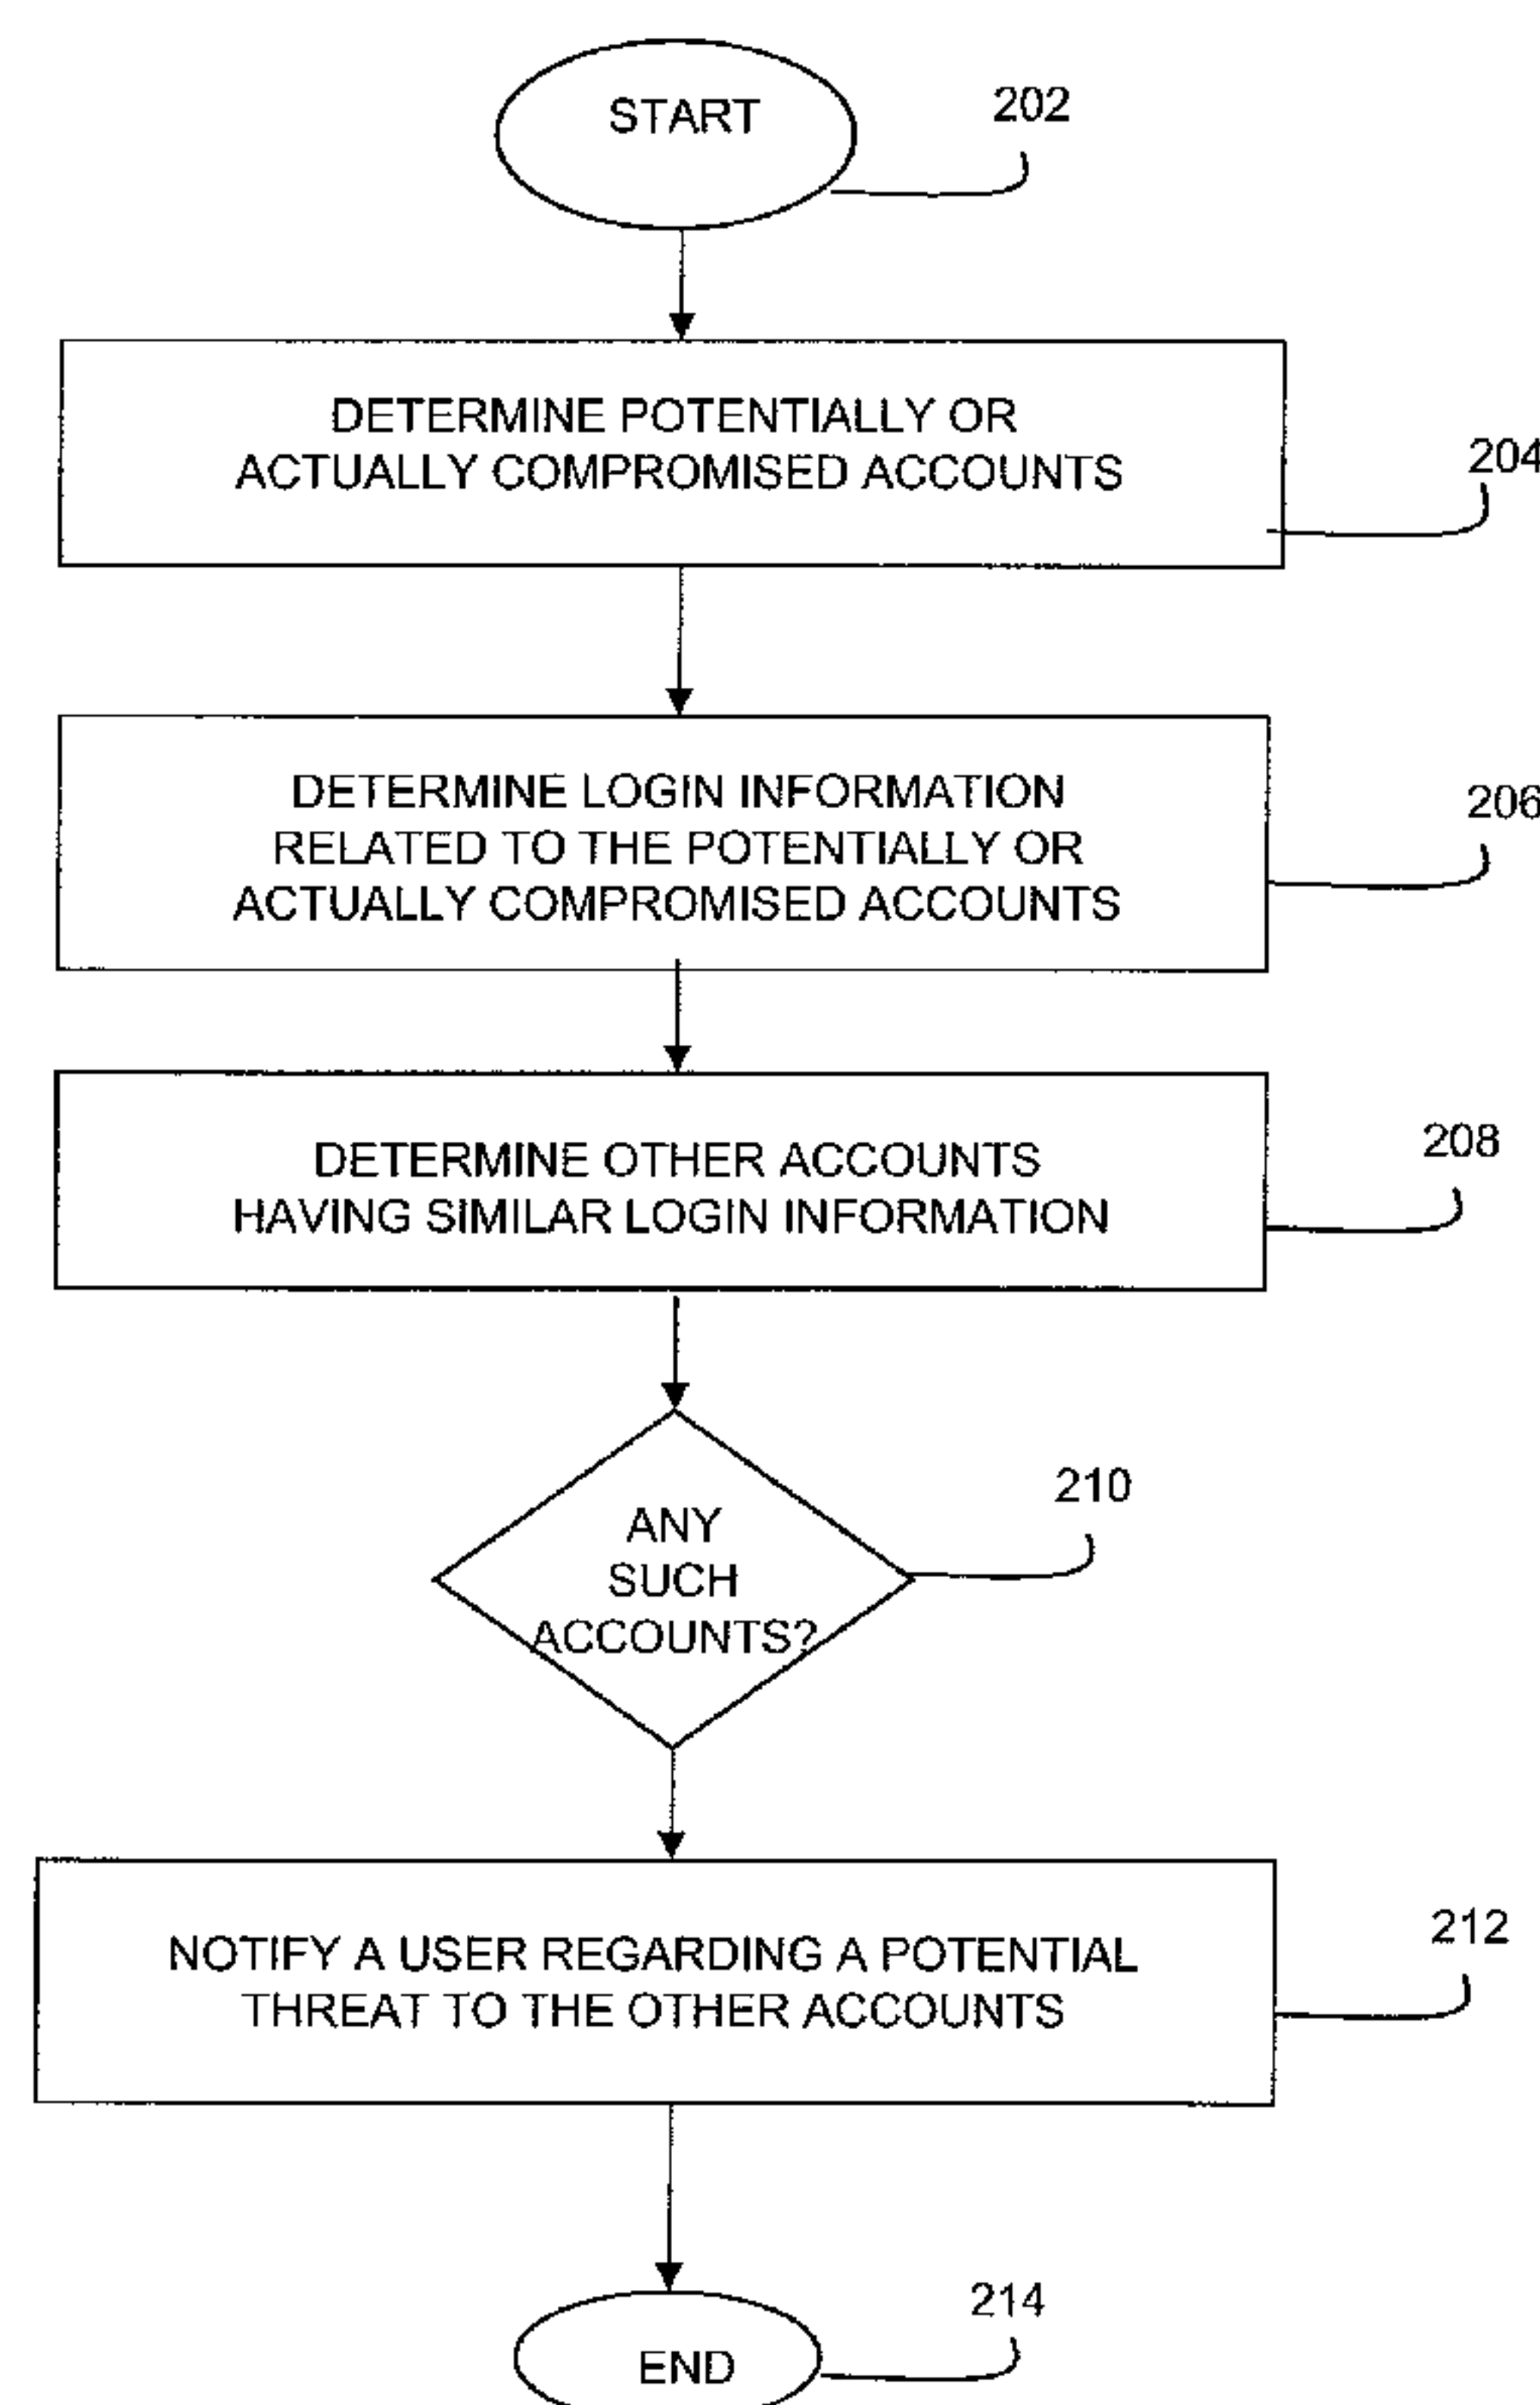 START
202
DETERMINE POTENTIALLY OR
ACTUALLY COMPROMISED ACCOUNTS
204
DETERMINE LOGIN INFORMATION
RELATED TO THE POTENTIALLY OR
ACTUALLY COMPROMISED ACCOUNTS
206
DETERMINE OTHER ACCOUNTS
HAVING SIMILAR LOGIN INFORMATION
208
ANY
SUCH
ACCOUNTS?
210
NOTIFY A USER REGARDING A POTENTIAL
THREAT TO THE OTHER ACCOUNTS
212
END
214